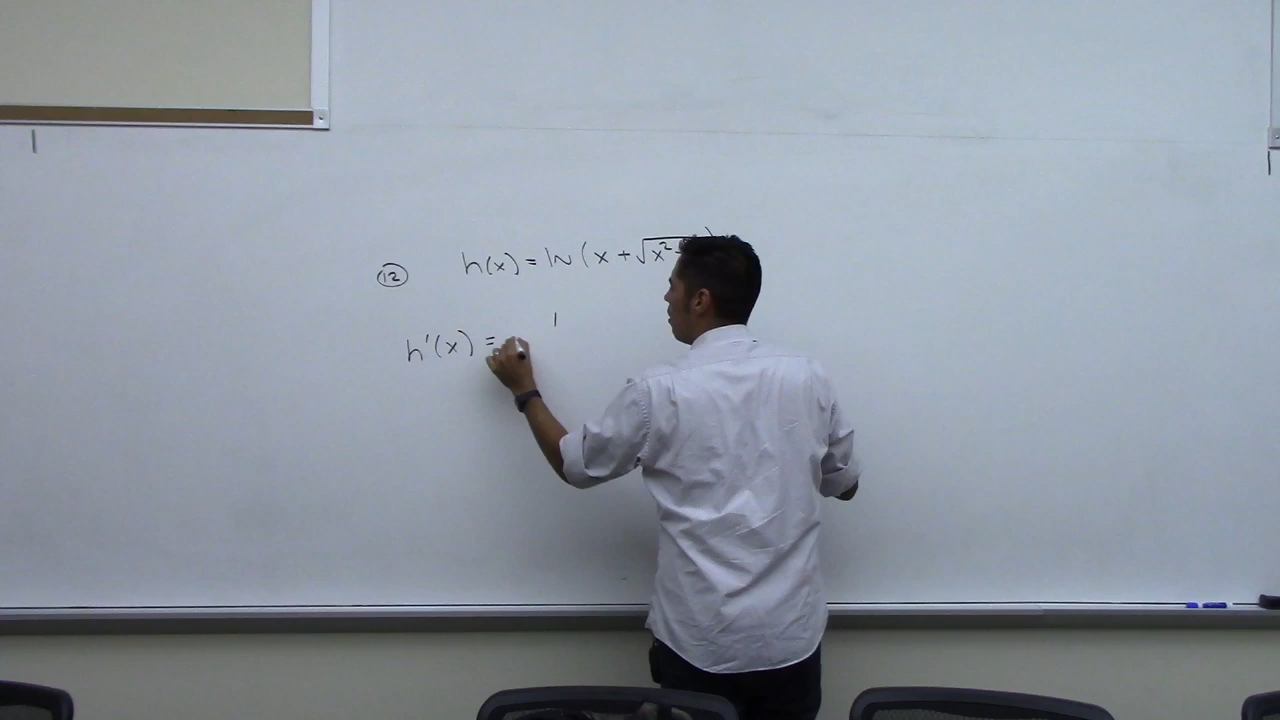 12 h(x) = ln(x + √x² -
h'(x) = 1